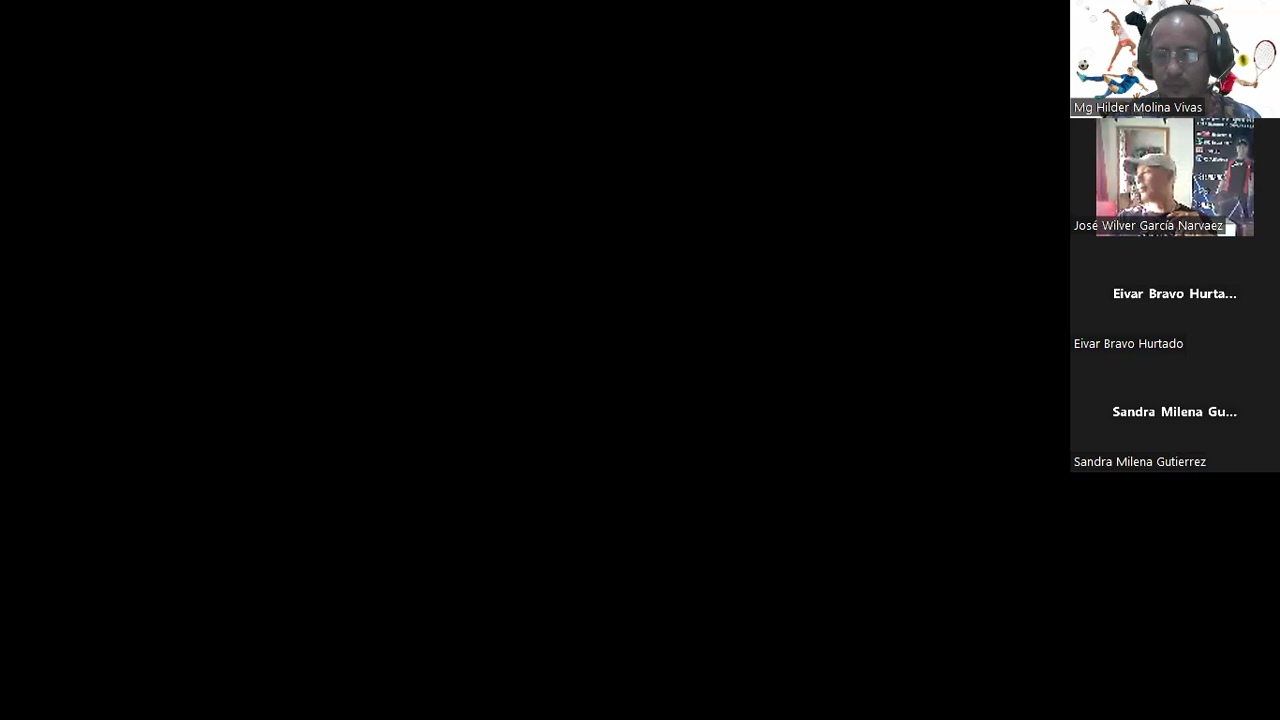 Mg Hilder Molina Vivas
José Wilver García Narvaez
Eivar Bravo Hurta...
Eivar Bravo Hurtado
Sandra Milena Gu...
Sandra Milena Gutierrez